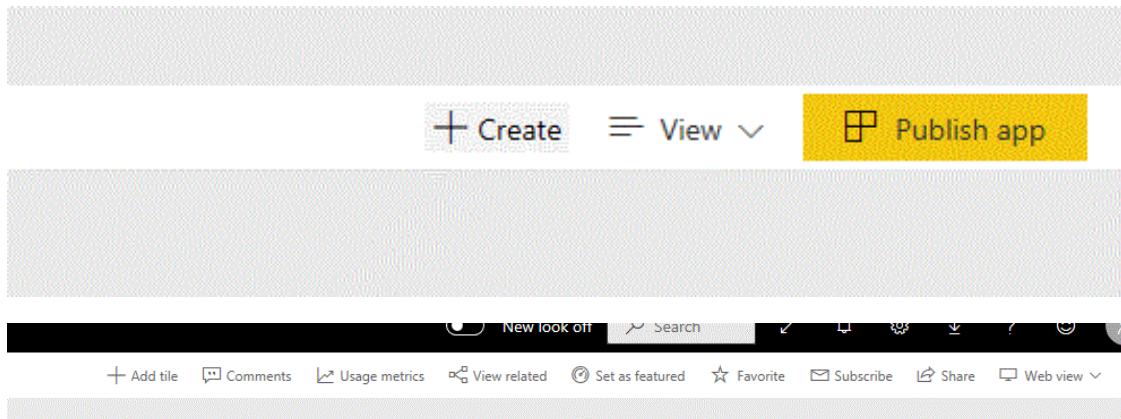 Create View Publish app
New look off Search ?
Add tile Comments Usage metrics View related Set as featured Favorite Subscribe Share Web view